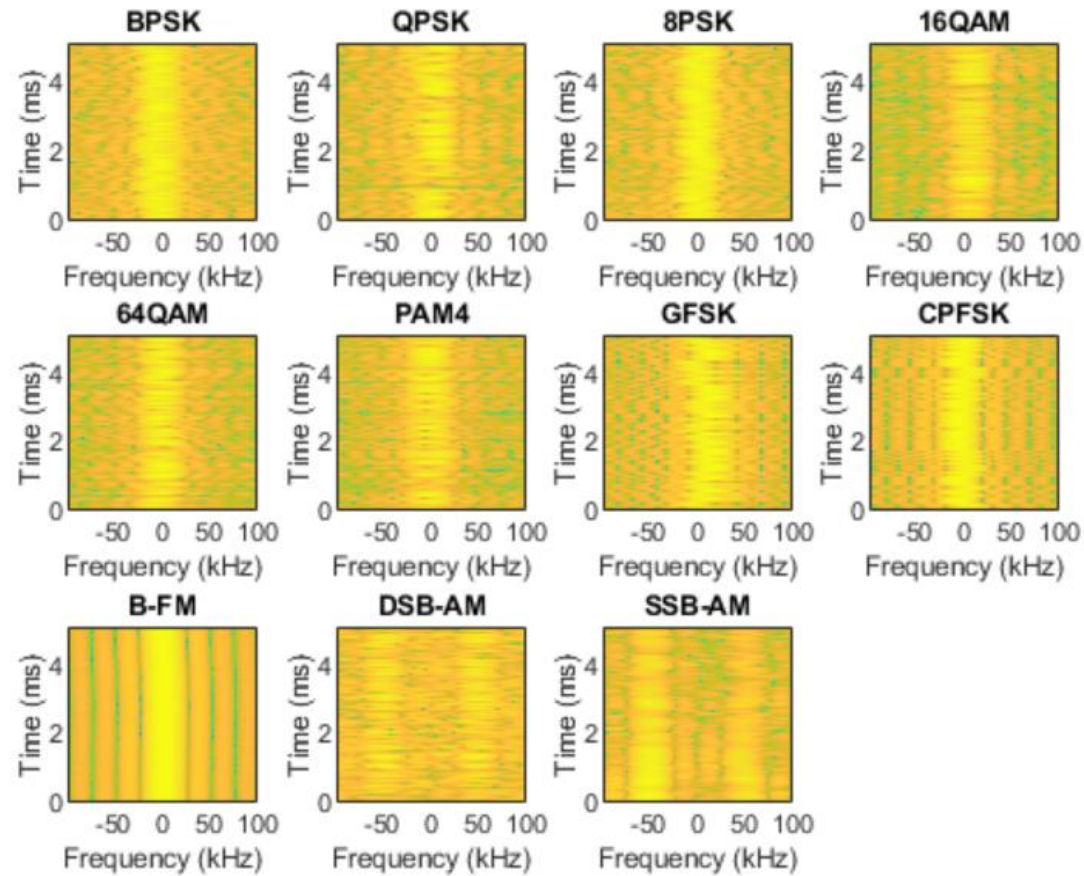 BPSK QPSK 8PSK 16QAM
Time (ms) Time (ms) Time (ms) Time (ms)
4 4 4 4
2 2 2 2
0 0 0 0
-50 0 50 100 -50 0 50 100 -50 0 50 100 -50 0 50 100
Frequency (kHz) Frequency (kHz) Frequency (kHz) Frequency (kHz)
64QAM PAM4 GFSK CPFSK
Time (ms) Time (ms) Time (ms) Time (ms)
4 4 4 4
2 2 2 2
0 0 0 0
-50 0 50 100 -50 0 50 100 -50 0 50 100 -50 0 50 100
Frequency (kHz) Frequency (kHz) Frequency (kHz) Frequency (kHz)
B-FM DSB-AM SSB-AM
Time (ms) Time (ms) Time (ms)
4 4 4
2 2 2
0 0 0
-50 0 50 100 -50 0 50 100 -50 0 50 100
Frequency (kHz) Frequency (kHz) Frequency (kHz)